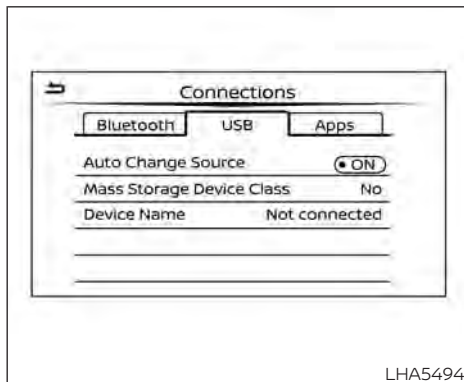 Connections
Bluetooth USB Apps
Auto Change Source ON
Mass Storage Device Class No
Device Name Not connected
LHA5494